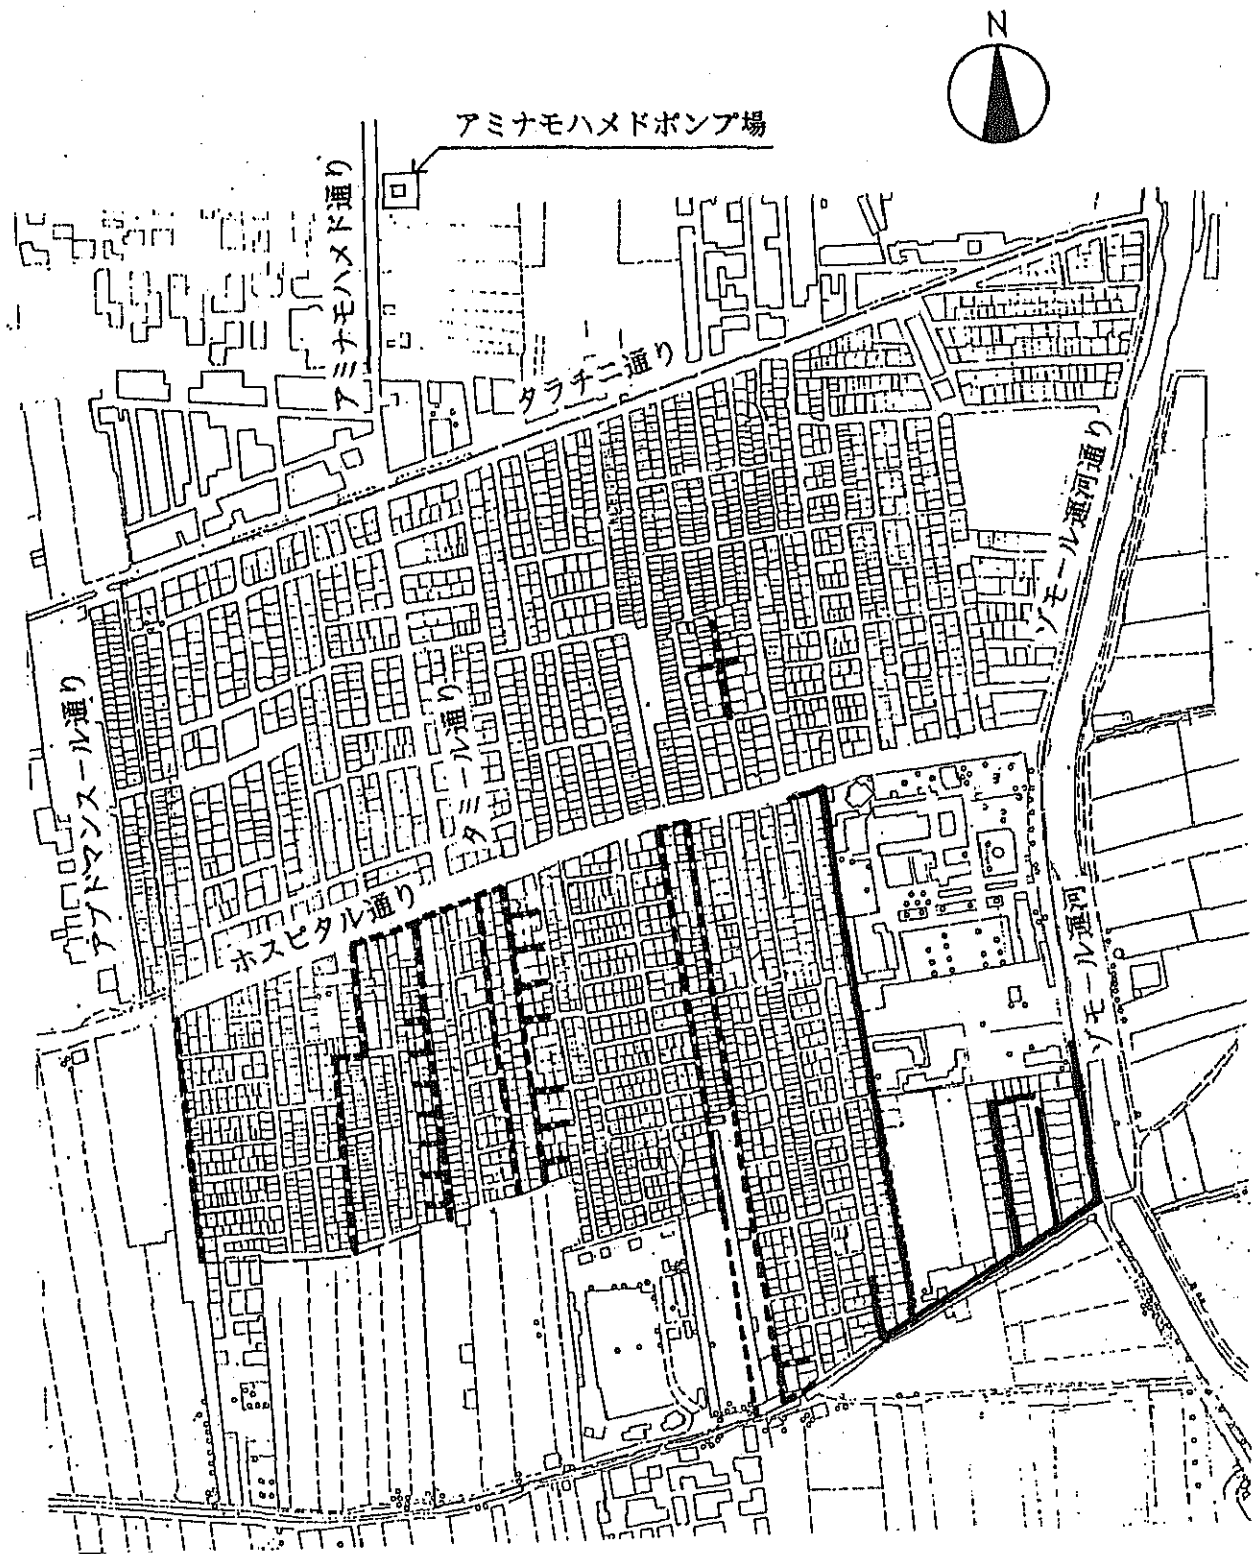 N
アミナモハメドポンプ場
アミナモハメド通り
タラチニ通り
ゾモール運河通り
アブドマンスール通り
タミール通り
ホスピタル通り
ゾモール運河